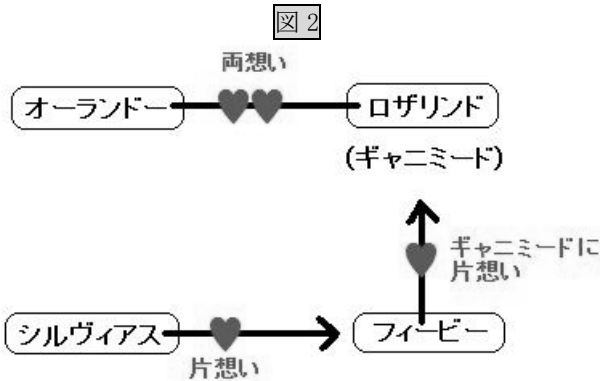 図2
両想い
オーランドー
ロザリンド
(ギャニミード)
ギャニミードに
片想い
シルヴィアス
フィービー
片想い